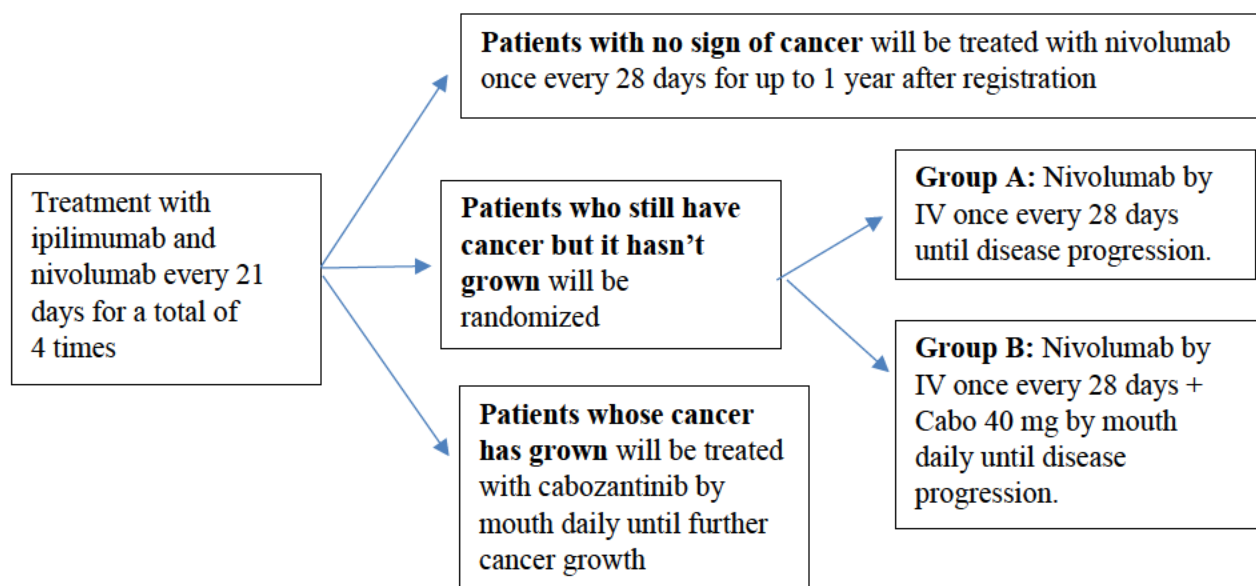 Patients with no sign of cancer will be treated with nivolumab
once every 28 days for up to 1 year after registration
Treatment with
ipilimumab and
nivolumab every 21
days for a total of
4 times
Patients who still have
cancer but it hasn’t
grown will be
randomized
Patients whose cancer
has grown will be treated
with cabozantinib by
mouth daily until further
cancer growth
Group A: Nivolumab by
IV once every 28 days
until disease progression.
Group B: Nivolumab by
IV once every 28 days +
Cabo 40 mg by mouth
daily until disease
progression.